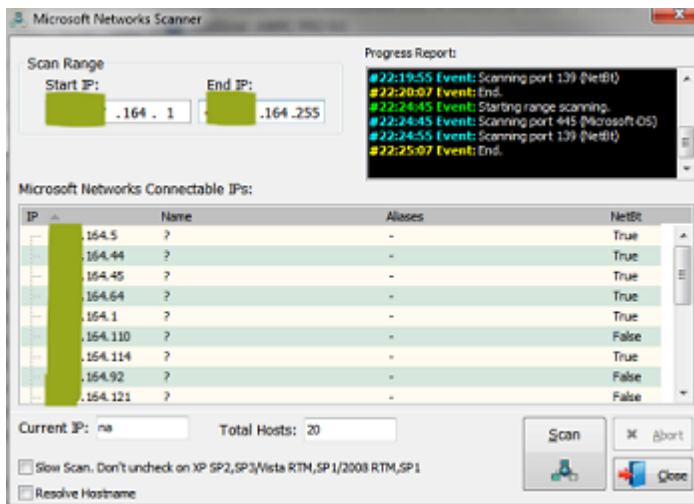 Microsoft Networks Scanner
Scan Range
Start IP:
End IP:
.164 . 1
.164 .255
Progress Report:
#22:19:55 Event: Scanning port 139 (NetBt)
#22:20:07 Event: End.
#22:24:45 Event: Starting range scanning.
#22:24:45 Event: Scanning port 445 (Microsoft-DS)
#22:24:55 Event: Scanning port 139 (NetBt)
#22:25:07 Event: End.
Microsoft Networks Connectable IPs:
IP Name Aliases NetBt
.164.5 ? - True
.164.44 ? - True
.164.45 ? - True
.164.64 ? - True
.164.1 ? - True
.164.110 ? - False
.164.114 ? - True
.164.92 ? - False
.164.121 ? - True
Current IP: na
Total Hosts: 20
Scan
Abort
Slow Scan. Don't uncheck on XP SP2,SP3/Vista RTM,SP1/2008 RTM,SP1
Resolve Hostname
Close